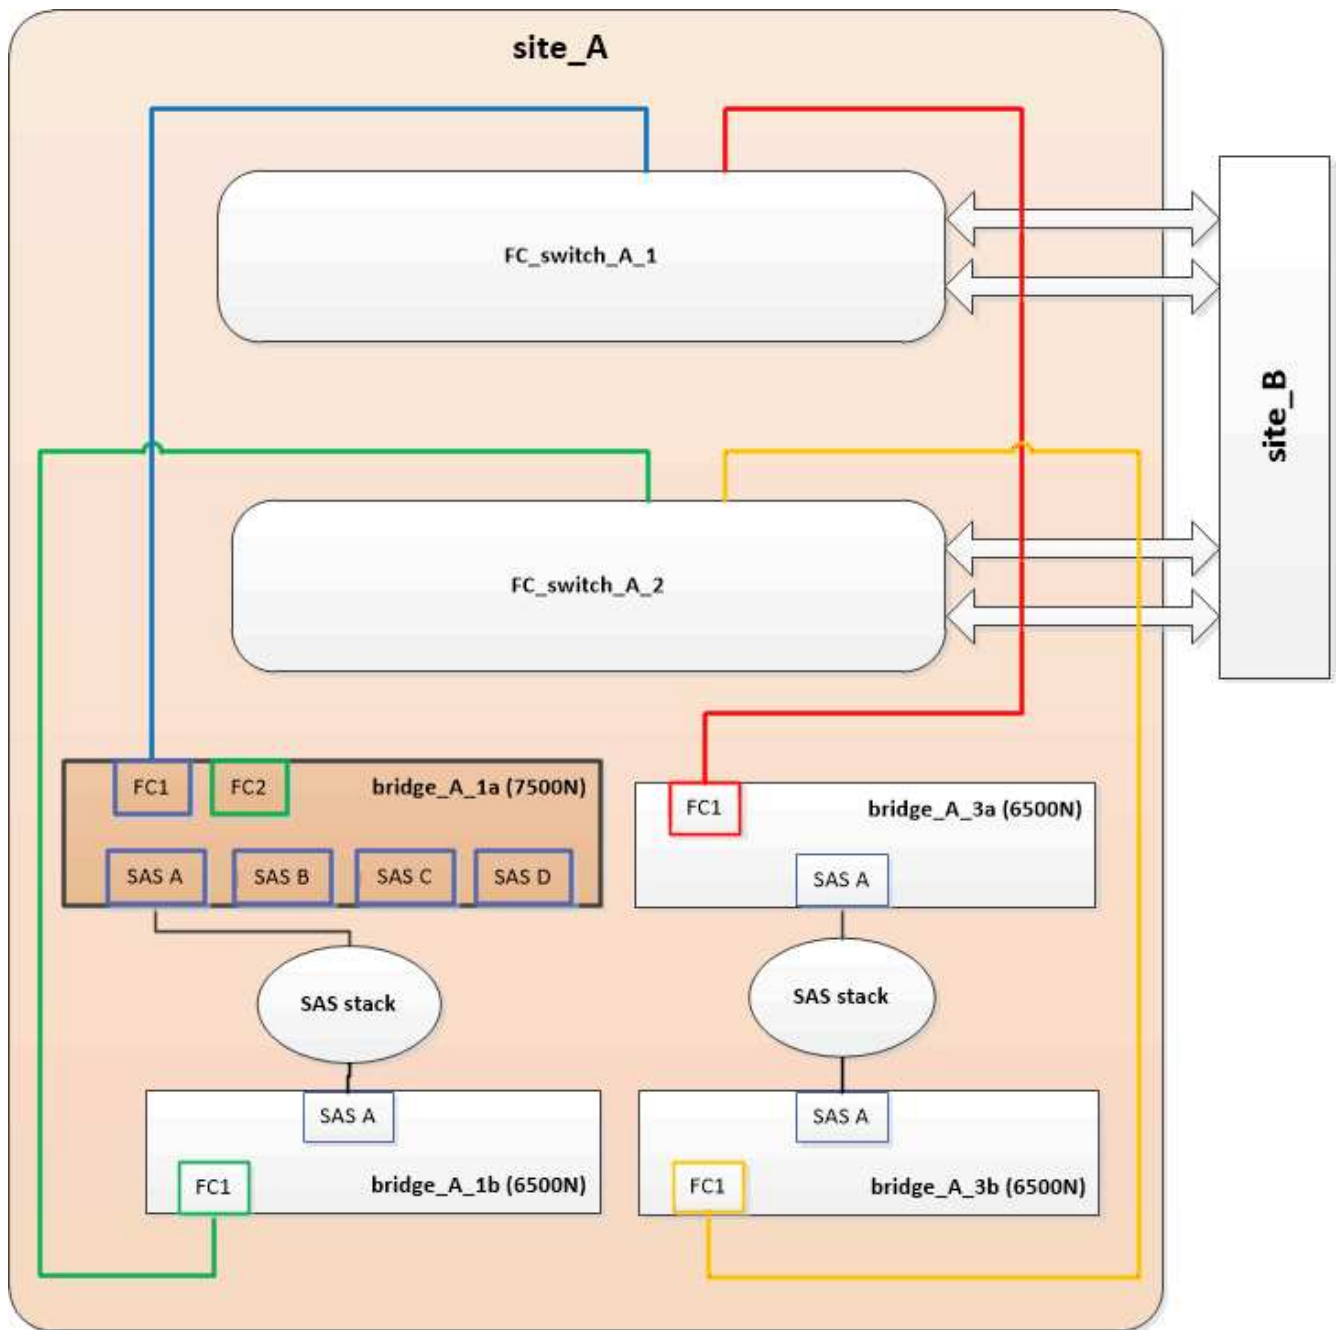 site_A
FC_switch_A_1
site_B
FC_switch_A_2
FC1
FC2
bridge_A_1a (7500N)
SAS A
SAS B
SAS C
SAS D
FC1
bridge_A_3a (6500N)
SAS A
SAS stack
SAS stack
SAS A
FC1
bridge_A_1b (6500N)
SAS A
FC1
bridge_A_3b (6500N)